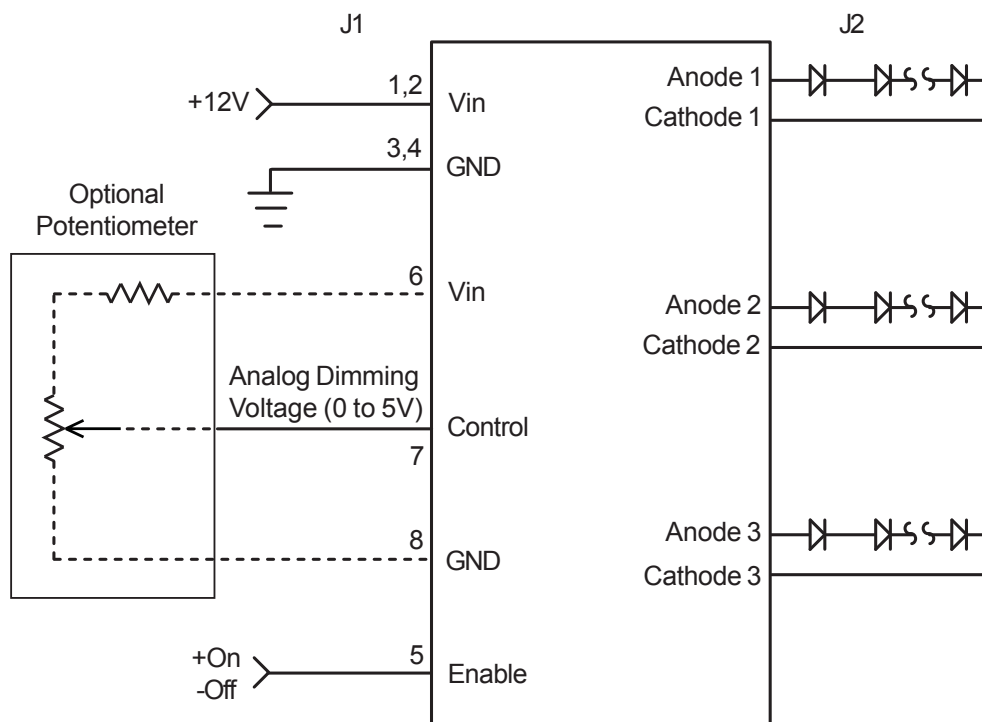 J1
J2
+12V
1,2
Vin
Anode 1
Cathode 1
3,4
GND
Optional
Potentiometer
6
Vin
Anode 2
Cathode 2
Analog Dimming
Voltage (0 to 5V)
Control
7
8
GND
Anode 3
Cathode 3
+On
-Off
5
Enable